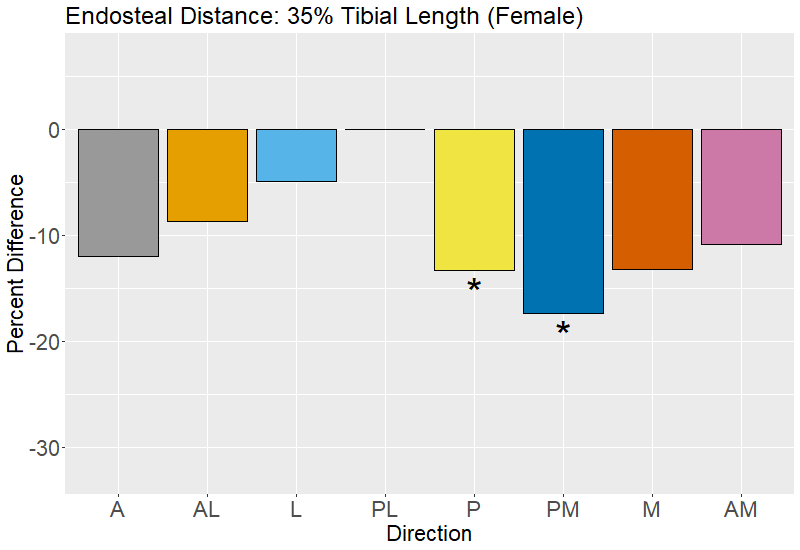 Endosteal Distance: 35% Tibial Length (Female)
Percent Difference
0
-10
-20
-30
*
*
A AL L PL P PM M AM
Direction